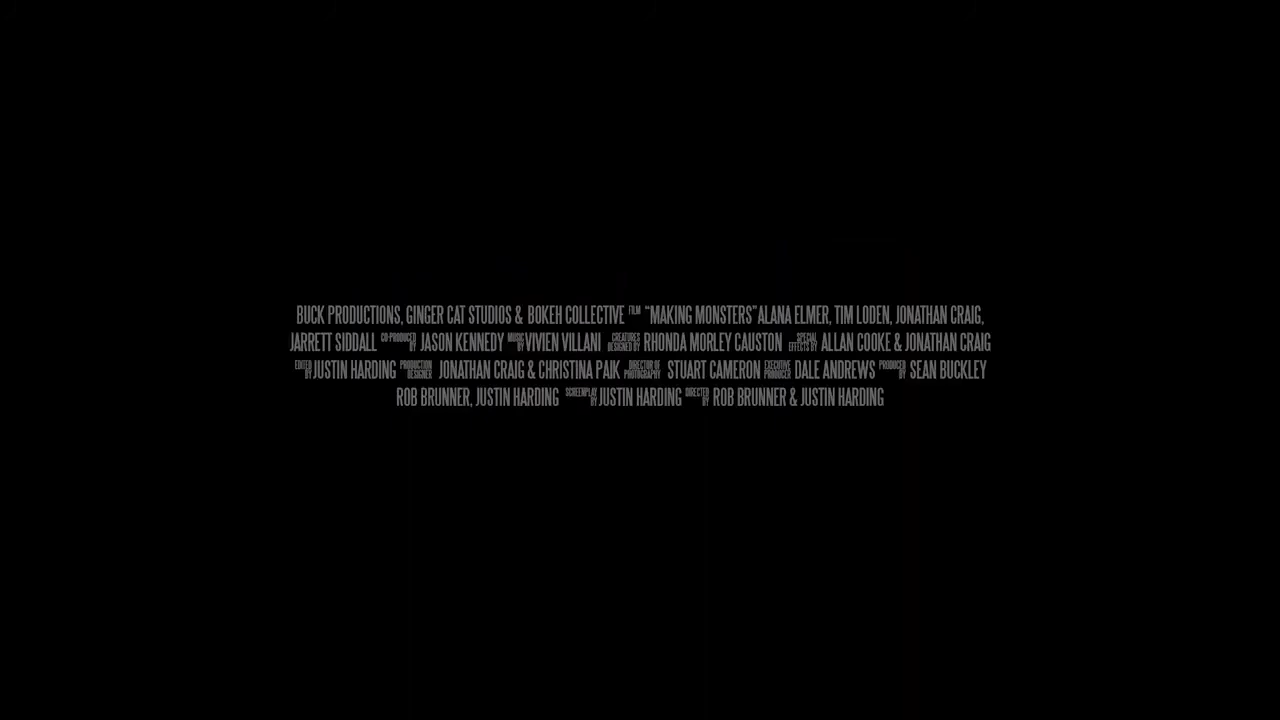 BUCK PRODUCTIONS, GINGER CAT STUDIOS & BOKEH COLLECTIVE FILM "MAKING MONSTERS" ALANA ELMER, TIM LODEN, JONATHAN CRAIG,
JARRETT SIDDALL CO-PRODUCED BY JASON KENNEDY MUSIC BY VIVIEN VILLANI CREATURES DESIGNED BY RHONDA MORLEY CAUSTON SPECIAL EFFECTS BY ALLAN COOKE & JONATHAN CRAIG
EDITED BY JUSTIN HARDING PRODUCTION DESIGNER JONATHAN CRAIG & CHRISTINA PAIK DIRECTOR OF PHOTOGRAPHY STUART CAMERON EXECUTIVE PRODUCER DALE ANDREWS PRODUCED BY SEAN BUCKLEY
ROB BRUNNER, JUSTIN HARDING SCREENPLAY BY JUSTIN HARDING DIRECTED BY ROB BRUNNER & JUSTIN HARDING